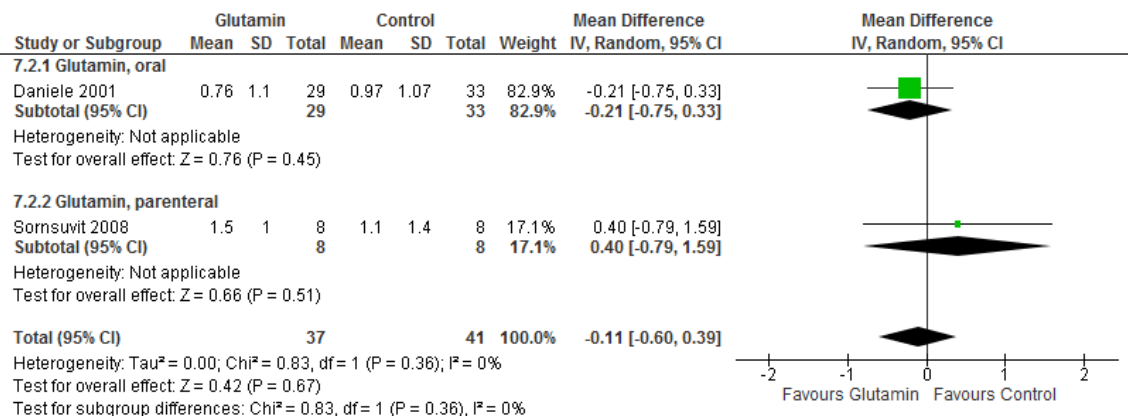 Glutamin Control Mean Difference Mean Difference
Study or Subgroup Mean SD Total Mean SD Total Weight IV, Random, 95% CI IV, Random, 95% CI
7.2.1 Glutamin, oral
Daniele 2001 0.76 1.1 29 0.97 1.07 33 82.9% -0.21 [-0.75, 0.33]
Subtotal (95% CI) 29 33 82.9% -0.21 [-0.75, 0.33]
Heterogeneity: Not applicable
Test for overall effect: Z = 0.76 (P = 0.45)
7.2.2 Glutamin, parenteral
Sornsuvit 2008 1.5 1 8 1.1 1.4 8 17.1% 0.40 [-0.79, 1.59]
Subtotal (95% CI) 8 8 17.1% 0.40 [-0.79, 1.59]
Heterogeneity: Not applicable
Test for overall effect: Z = 0.66 (P = 0.51)
Total (95% CI) 37 41 100.0% -0.11 [-0.60, 0.39]
Heterogeneity: Tau² = 0.00; Chi² = 0.83, df = 1 (P = 0.36); I² = 0%
Test for overall effect: Z = 0.42 (P = 0.67)
Test for subgroup differences: Chi² = 0.83, df = 1 (P = 0.36), I² = 0%
-2 -1 0 1 2
Favours Glutamin Favours Control